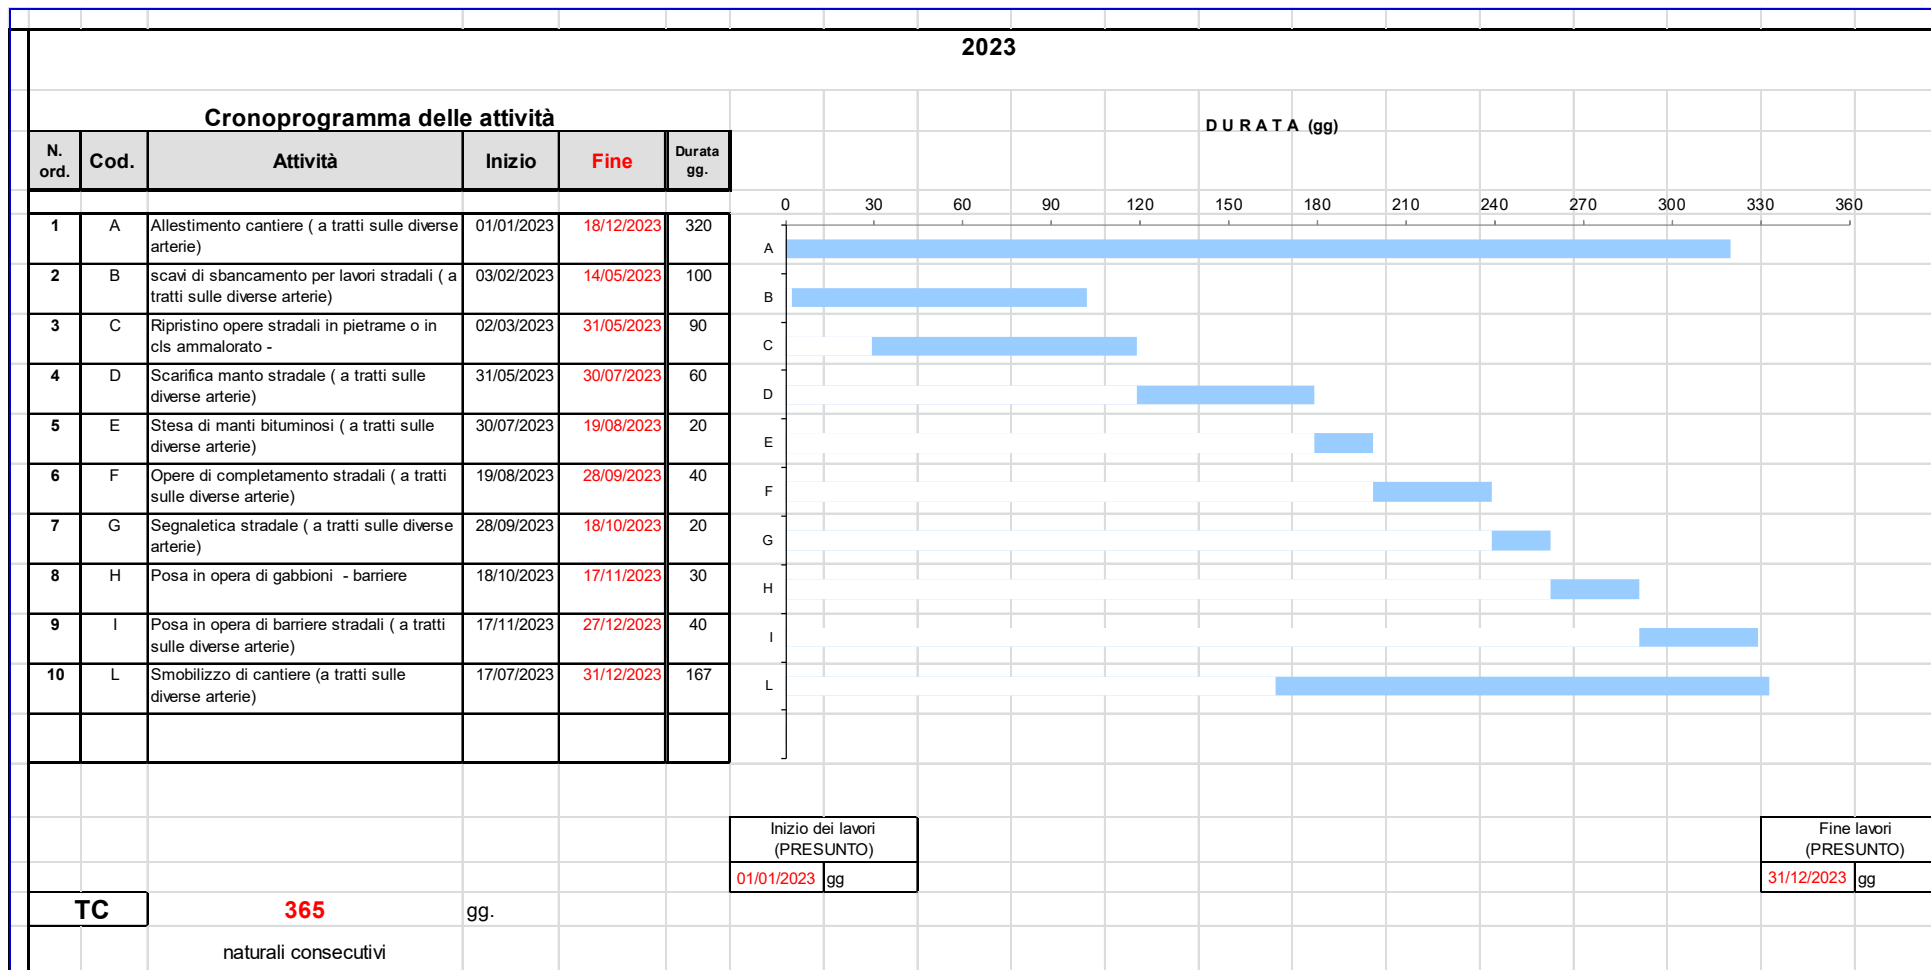 2023
Cronoprogramma delle attività
D U R A T A (gg)
N. ord.
Cod.
Attività
Inizio
Fine
Durata gg.
0 30 60 90 120 150 180 210 240 270 300 330 360
1 A Allestimento cantiere ( a tratti sulle diverse 01/01/2023 18/12/2023 320
arterie)
A
2 B scavi di sbancamento per lavori stradali ( a 03/02/2023 14/05/2023 100
tratti sulle diverse arterie)
B
3 C Ripristino opere stradali in pietrame o in 02/03/2023 31/05/2023 90
cls ammalorato -
C
4 D Scarifica manto stradale ( a tratti sulle 31/05/2023 30/07/2023 60
diverse arterie)
D
5 E Stesa di manti bituminosi ( a tratti sulle 30/07/2023 19/08/2023 20
diverse arterie)
E
6 F Opere di completamento stradali ( a tratti 19/08/2023 28/09/2023 40
sulle diverse arterie)
F
7 G Segnaletica stradale ( a tratti sulle diverse 28/09/2023 18/10/2023 20
arterie)
G
8 H Posa in opera di gabbioni - barriere 18/10/2023 17/11/2023 30
H
9 I Posa in opera di barriere stradali ( a tratti 17/11/2023 27/12/2023 40
sulle diverse arterie)
I
10 L Smobilizzo di cantiere (a tratti sulle 17/07/2023 31/12/2023 167
diverse arterie)
L
Inizio dei lavori
(PRESUNTO)
01/01/2023 gg
Fine lavori
(PRESUNTO)
31/12/2023 gg
TC 365 gg.
naturali consecutivi